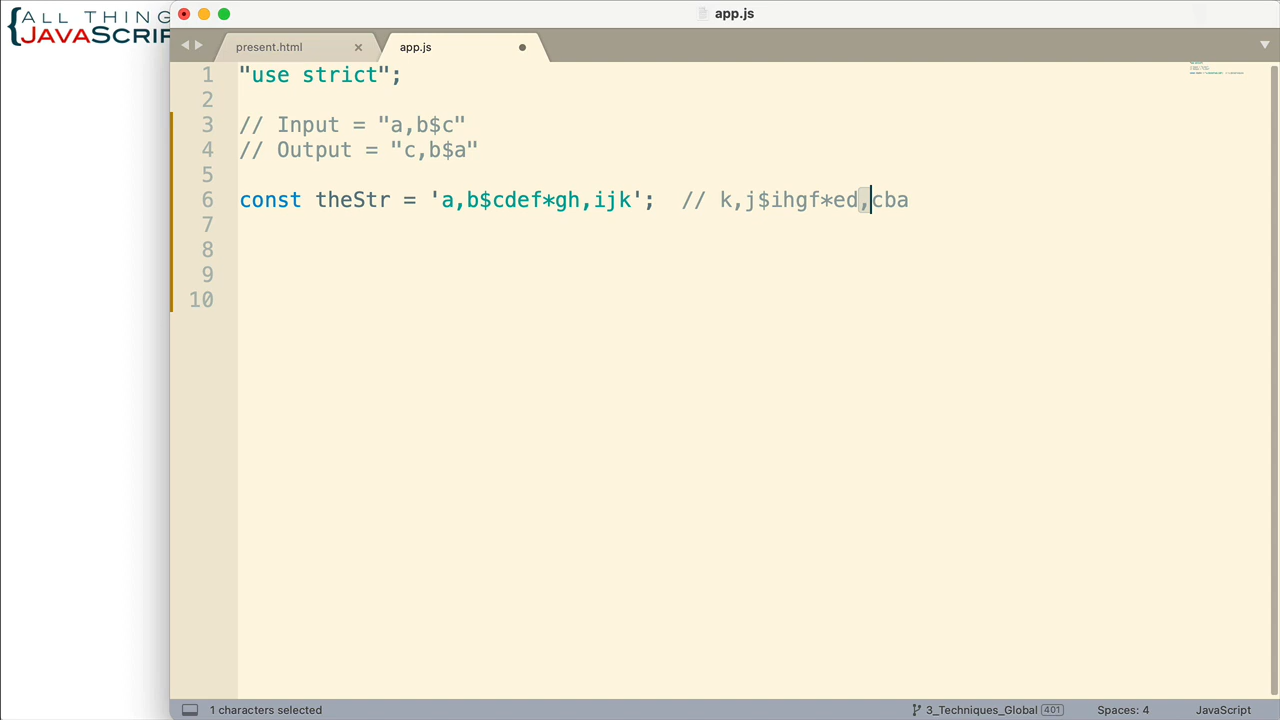 {ALL THING
JAVASCRIP
app.js
present.html
app.js
1 "use strict";
2
3 // Input = "a,b$c"
4 // Output = "c,b$a"
5
6 const theStr = 'a,b$cdef*gh,ijk';  // k,j$ihgf*ed,cba
7
8
9
10
1 characters selected
3_Techniques_Global 401
Spaces: 4
JavaScript